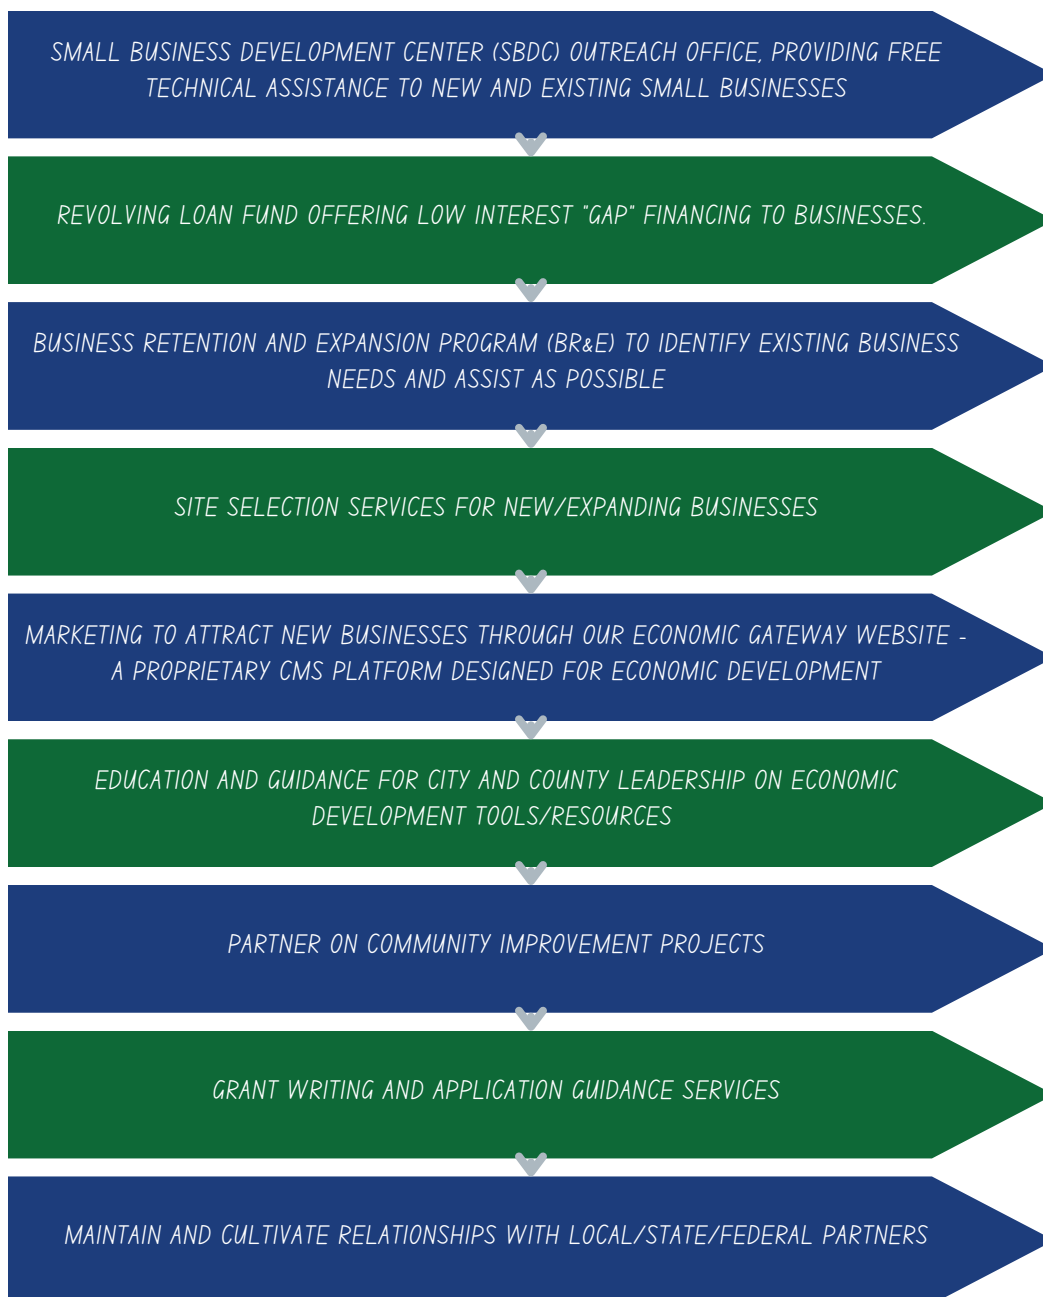 SMALL BUSINESS DEVELOPMENT CENTER (SBDC) OUTREACH OFFICE, PROVIDING FREE
TECHNICAL ASSISTANCE TO NEW AND EXISTING SMALL BUSINESSES
REVOLVING LOAN FUND OFFERING LOW INTEREST "GAP" FINANCING TO BUSINESSES.
BUSINESS RETENTION AND EXPANSION PROGRAM (BR&E) TO IDENTIFY EXISTING BUSINESS
NEEDS AND ASSIST AS POSSIBLE
SITE SELECTION SERVICES FOR NEW/EXPANDING BUSINESSES
MARKETING TO ATTRACT NEW BUSINESSES THROUGH OUR ECONOMIC GATEWAY WEBSITE -
A PROPRIETARY CMS PLATFORM DESIGNED FOR ECONOMIC DEVELOPMENT
EDUCATION AND GUIDANCE FOR CITY AND COUNTY LEADERSHIP ON ECONOMIC
DEVELOPMENT TOOLS/RESOURCES
PARTNER ON COMMUNITY IMPROVEMENT PROJECTS
GRANT WRITING AND APPLICATION GUIDANCE SERVICES
MAINTAIN AND CULTIVATE RELATIONSHIPS WITH LOCAL/STATE/FEDERAL PARTNERS